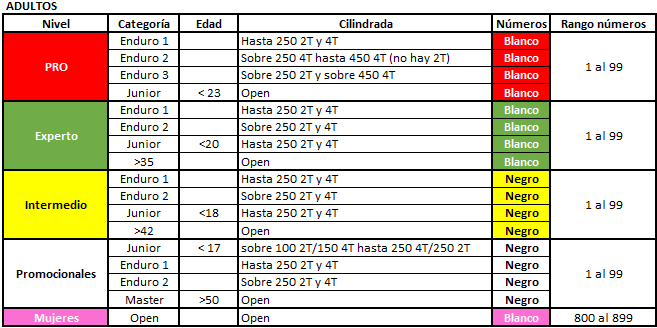 ADULTOS
Nivel Categoría Edad Cilindrada Números Rango números
PRO Enduro 1 Hasta 250 2T y 4T Blanco 1 al 99
Enduro 2 Sobre 250 4T hasta 450 4T (no hay 2T) Blanco
Enduro 3 Sobre 250 2T y sobre 450 4T Blanco
Junior < 23 Open Blanco
Experto Enduro 1 Hasta 250 2T y 4T Blanco 1 al 99
Enduro 2 Sobre 250 2T y 4T Blanco
Junior <20 Hasta 250 2T y 4T Blanco
>35 Open Blanco
Intermedio Enduro 1 Hasta 250 2T y 4T Negro 1 al 99
Enduro 2 Sobre 250 2T y 4T Negro
Junior <18 Hasta 250 2T y 4T Negro
>42 Open Negro
Promocionales Junior < 17 sobre 100 2T/150 4T hasta 250 4T/250 2T Negro 1 al 99
Enduro 1 Hasta 250 2T y 4T Negro
Enduro 2 Sobre 250 2T y 4T Negro
Master >50 Open Negro
Mujeres Open Open Blanco 800 al 899